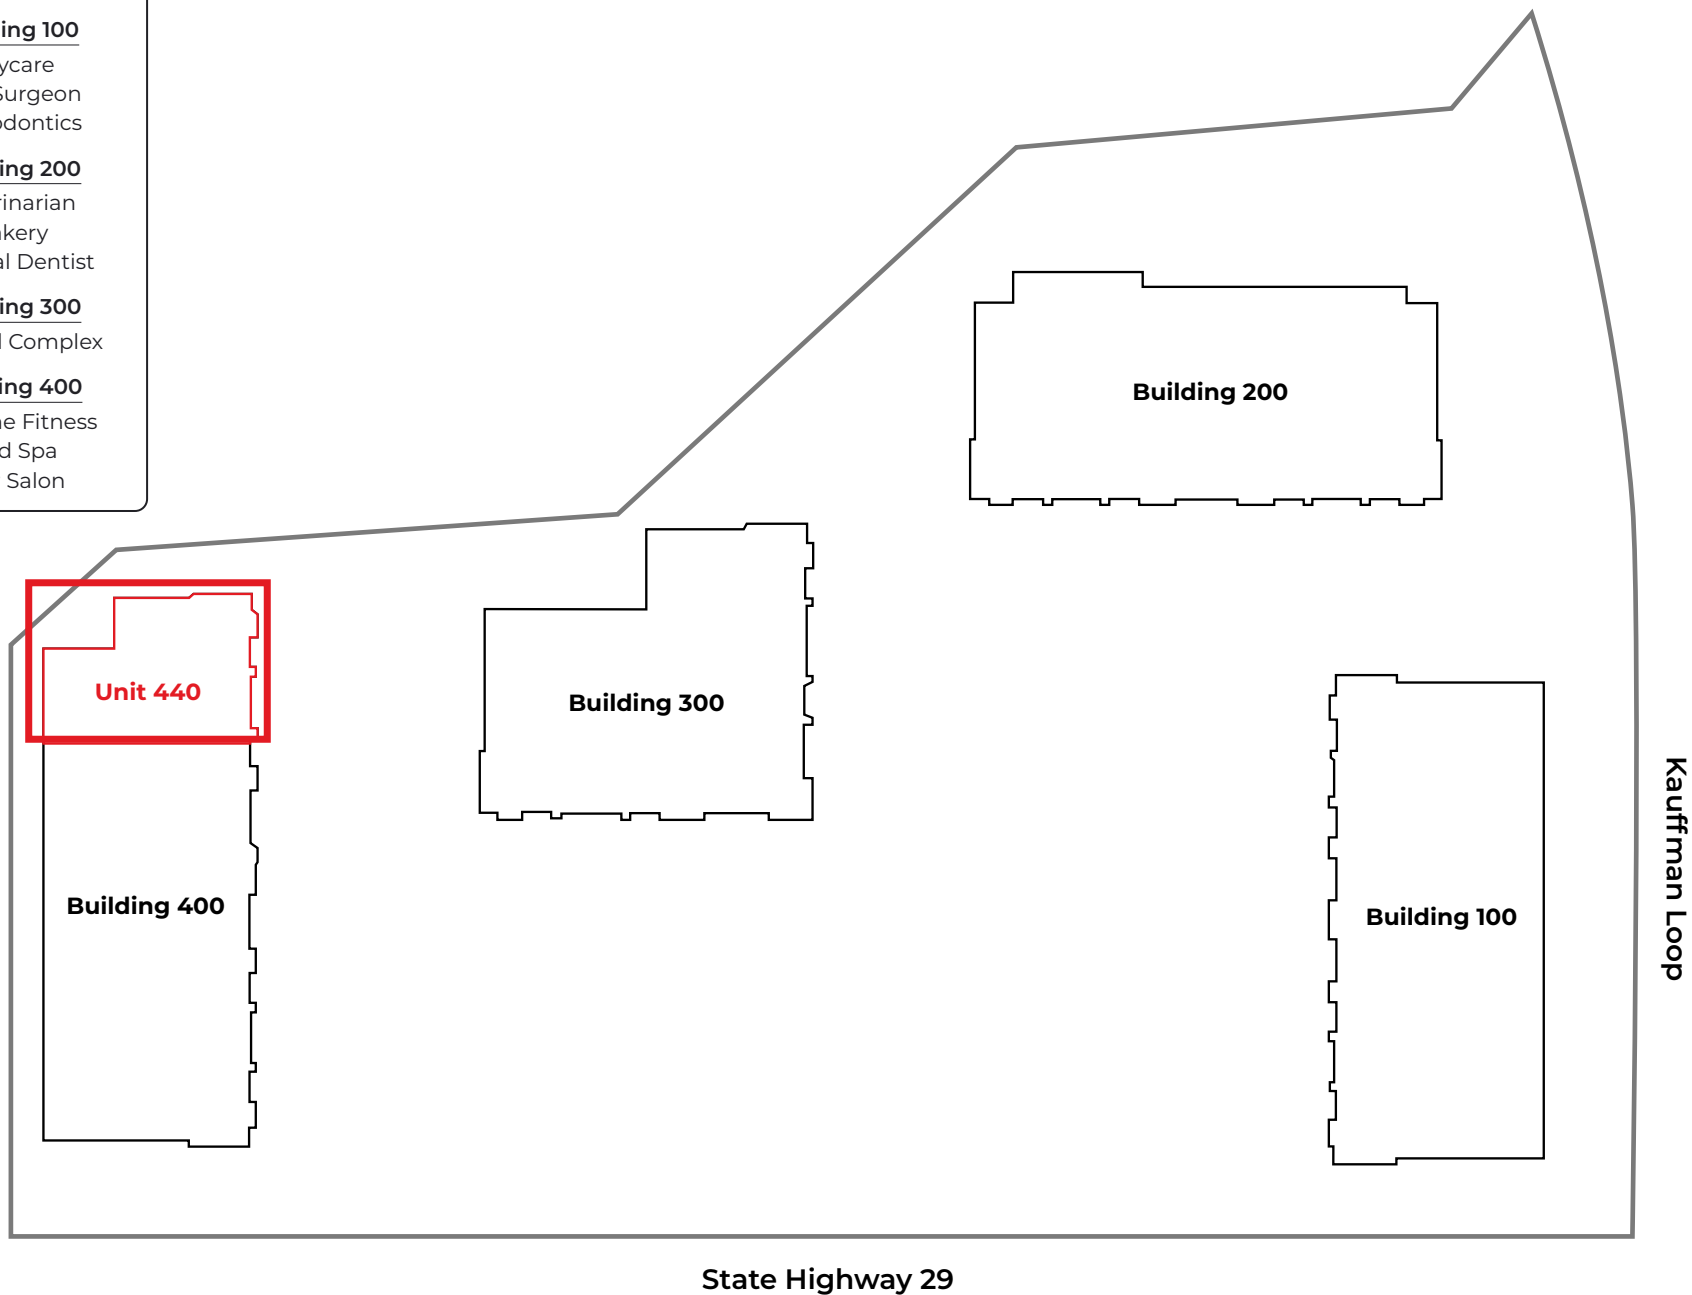 ing 100
ycare
Surgeon
odontics
ing 200
rinarian
akery
al Dentist
ing 300
l Complex
ing 400
ne Fitness
d Spa
Salon
Building 200
Unit 440
Building 300
Building 400
Building 100
Kauffman Loop
State Highway 29